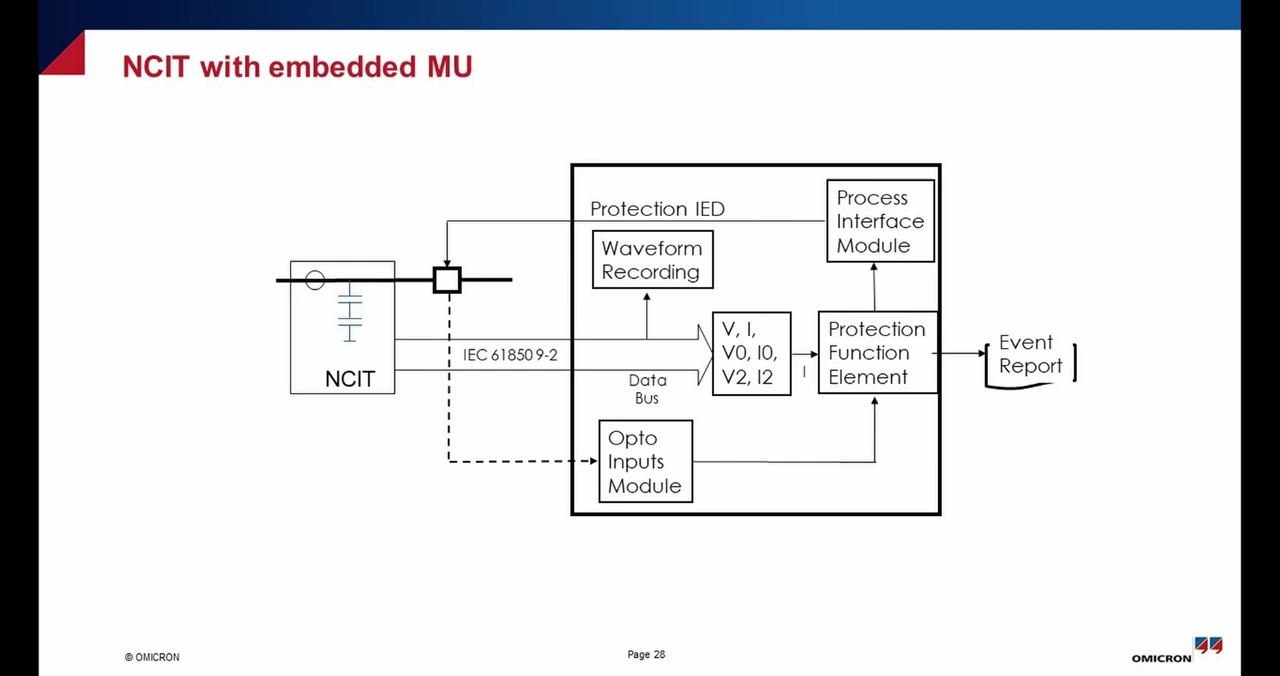 NCIT with embedded MU
Protection IED
Process
Interface
Module
Waveform
Recording
V, I,
V0, I0,
V2, I2
Protection
Function
Element
Event
Report
IEC 61850 9-2
I
NCIT
Data
Bus
Opto
Inputs
Module
© OMICRON
Page 28
OMICRON